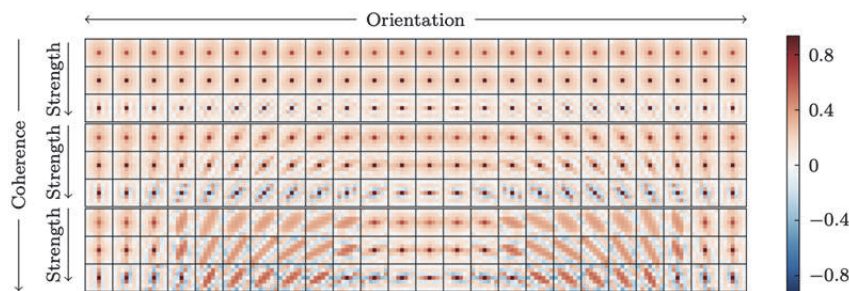 Orientation
Coherence
Strength
Strength
Strength
0.8
0.4
0
−0.4
−0.8